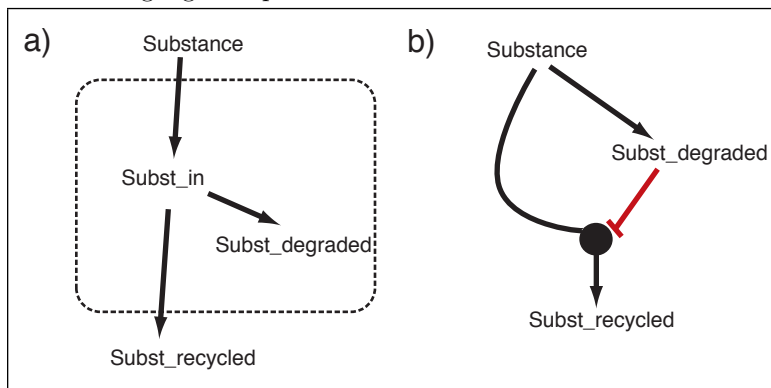 a)
Substance
Subst_in
Subst_degraded
Subst_recycled
b)
Substance
Subst_degraded
Subst_recycled